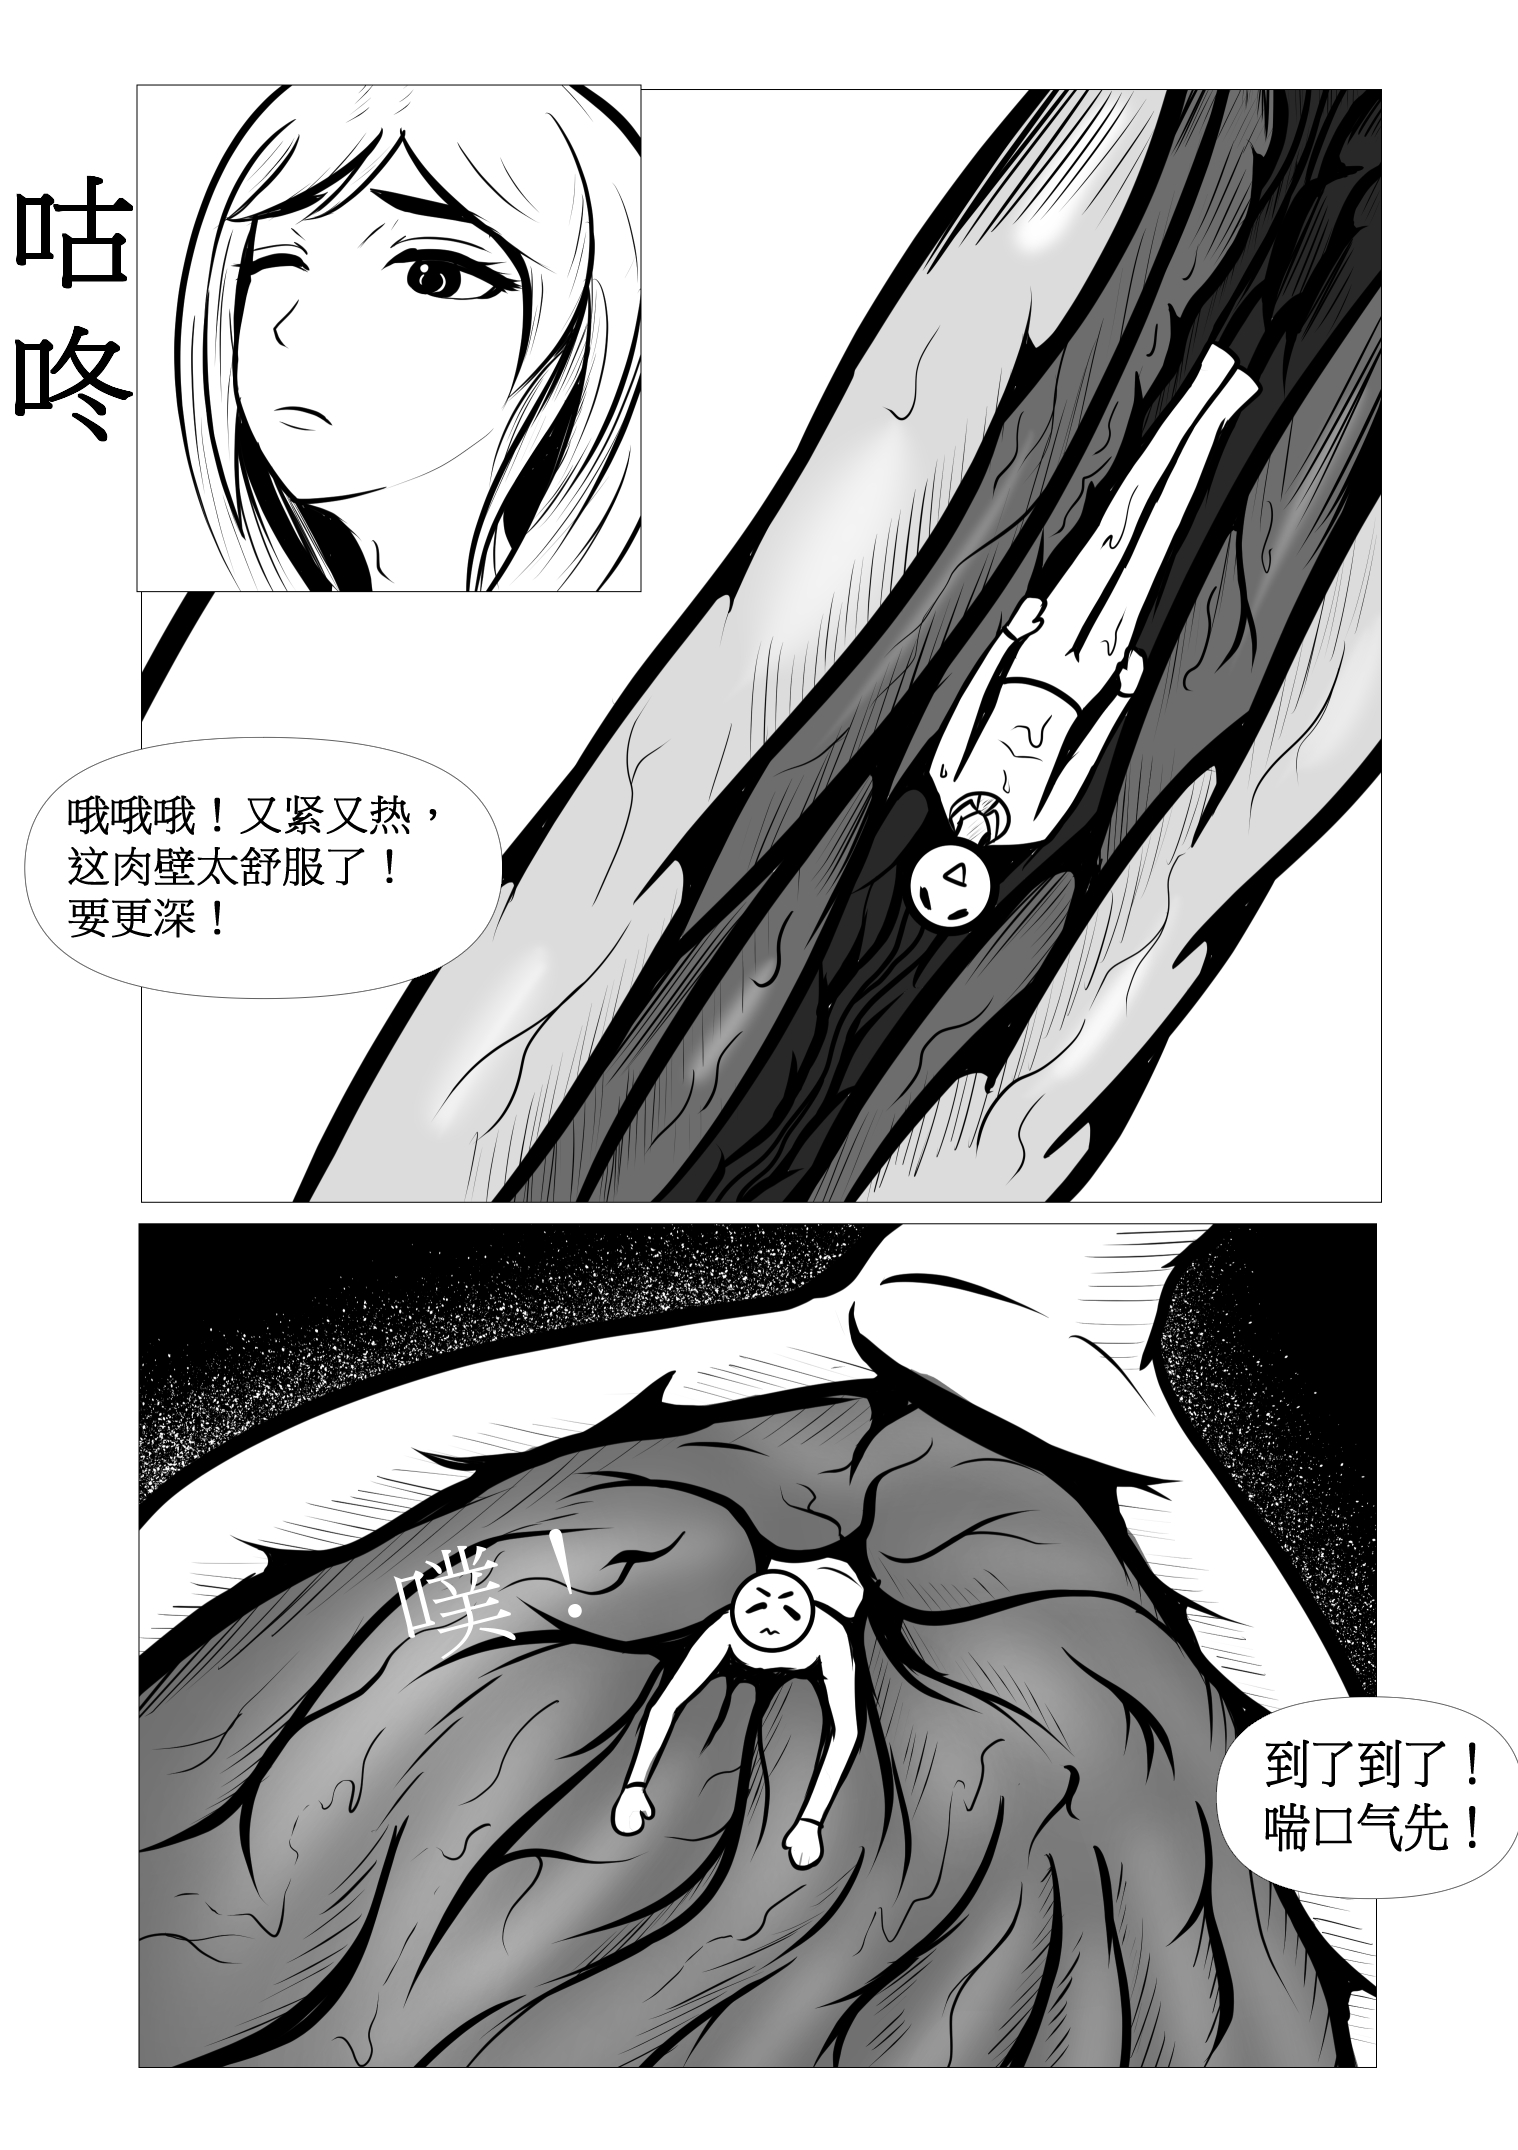 咕
咚
哦哦哦！又紧又热，
这肉壁太舒服了！
要更深！
噗！
到了到了！
喘口气先！